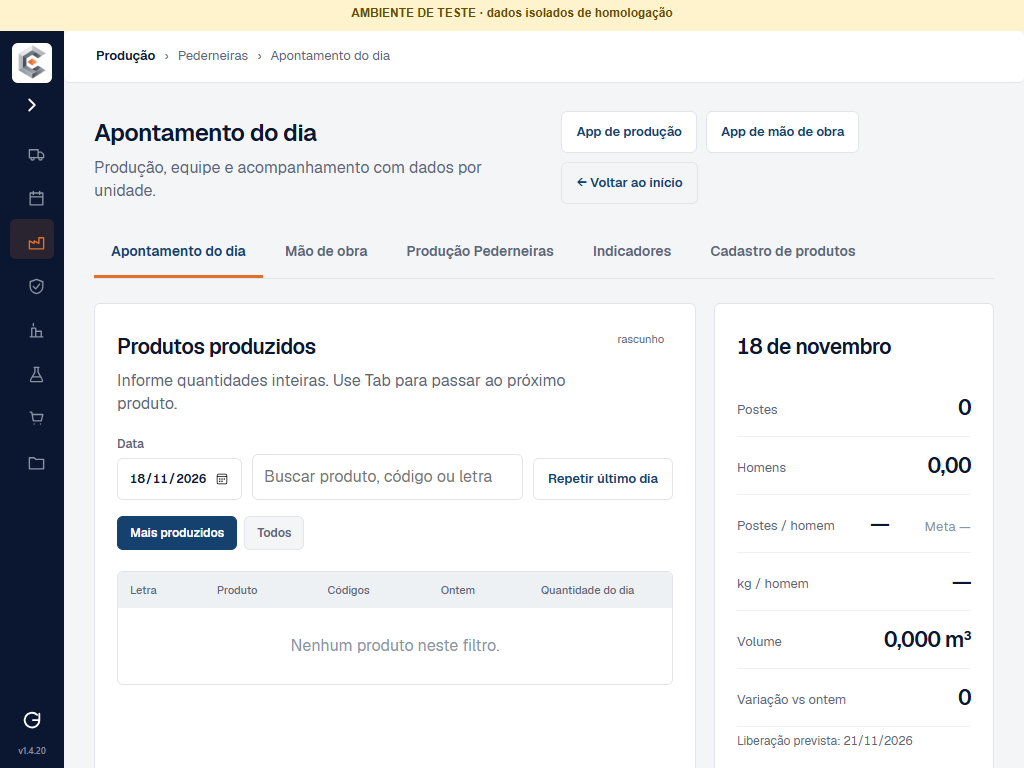 AMBIENTE DE TESTE · dados isolados de homologação
Produção › Pederneiras › Apontamento do dia
Apontamento do dia
Produção, equipe e acompanhamento com dados por
unidade.
App de produção
App de mão de obra
← Voltar ao início
Apontamento do dia
Mão de obra
Produção Pederneiras
Indicadores
Cadastro de produtos
Produtos produzidos
rascunho
Informe quantidades inteiras. Use Tab para passar ao próximo
produto.
Data
18/11/2026
Buscar produto, código ou letra
Repetir último dia
Mais produzidos
Todos
Letra Produto Códigos Ontem Quantidade do dia
Nenhum produto neste filtro.
18 de novembro
Postes 0
Homens 0,00
Postes / homem — Meta —
kg / homem —
Volume 0,000 m³
Variação vs ontem 0
Liberação prevista: 21/11/2026
v1.4.20